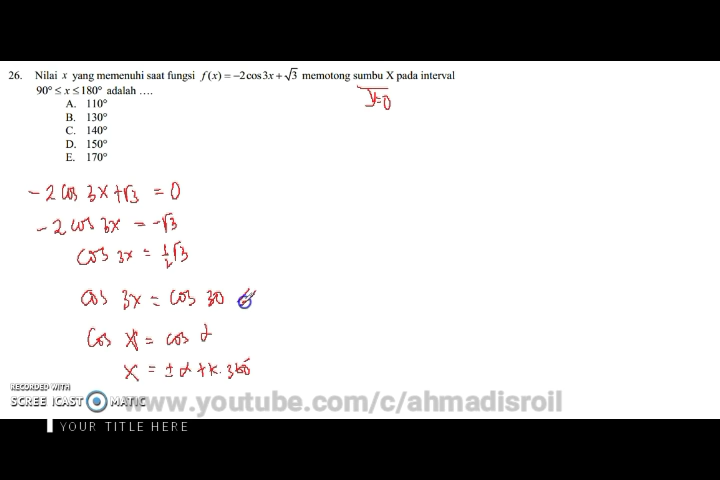 26. Nilai x yang memenuhi saat fungsi f(x) = −2cos3x + √3 memotong sumbu X pada interval
90° ≤ x ≤ 180° adalah ….
y=0
A. 110°
B. 130°
C. 140°
D. 150°
E. 170°
−2 cos 3x + √3 = 0
−2 cos 3x = −√3
cos 3x = ½√3
cos 3x = cos 30
cos x = cos α
x = ± α + k. 360°
RECORDED WITH
SCREENCAST MATIC
www.youtube.com/c/ahmadisroil
YOUR TITLE HERE